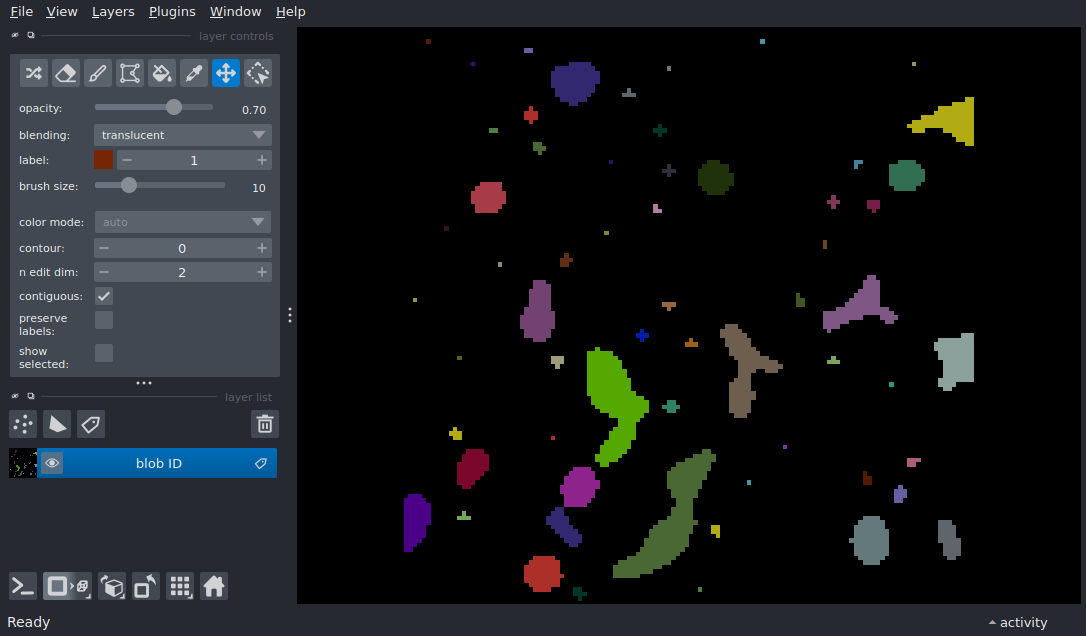 File View Layers Plugins Window Help
layer controls
opacity: 0.70
blending: translucent
label: 1
brush size: 10
color mode: auto
contour: 0
n edit dim: 2
contiguous:
preserve
labels:
show
selected:
layer list
blob ID
Ready
activity